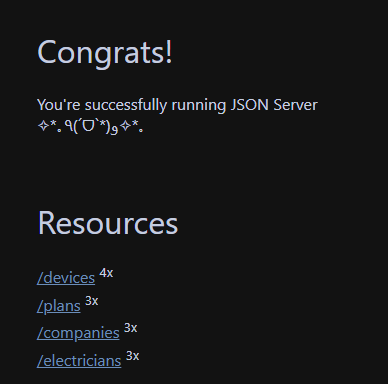 Congrats!
You're successfully running JSON Server
✧*｡٩(ˊᗜˋ*)و✧*｡
Resources
/devices 4x
/plans 3x
/companies 3x
/electricians 3x